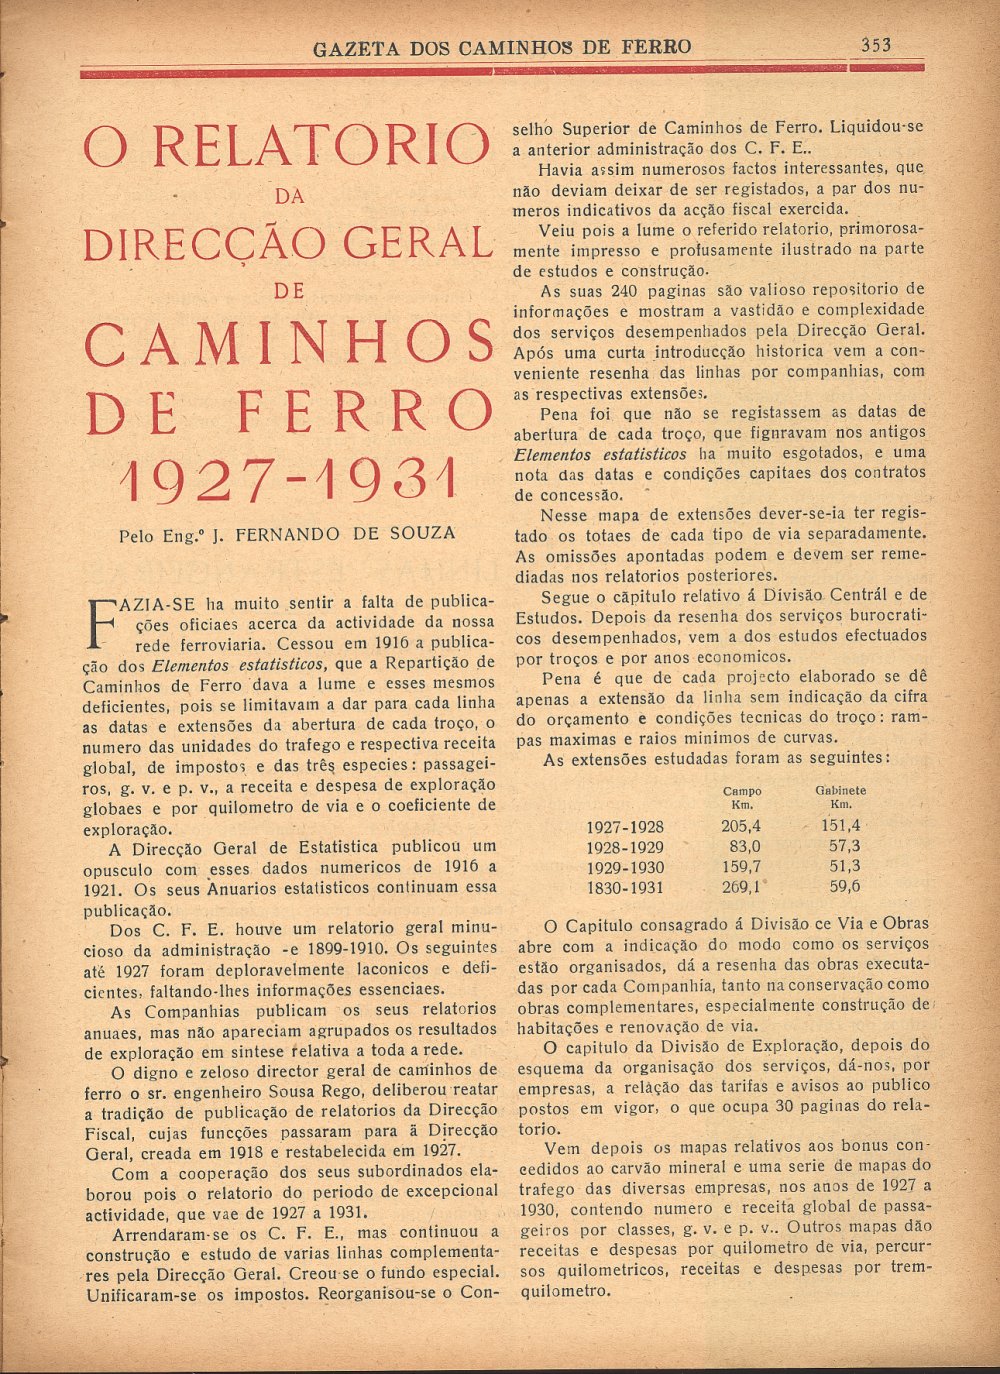 GAZETA DOS CAMINHOS DE FERRO
353
O RELATORIO
DA
DIRECÇÃO GERAL
DE
CAMINHOS
DE FERRO
1927-1931
Pelo Eng.º J. FERNANDO DE SOUZA
FAZIA-SE ha muito sentir a falta de publica-
ções oficiaes acerca da actividade da nossa
rede ferroviaria. Cessou em 1916 a publica-
ção dos Elementos estatisticos, que a Repartição de
Caminhos de Ferro dava a lume e esses mesmos
deficientes, pois se limitavam a dar para cada linha
as datas e extensões da abertura de cada troço, o
numero das unidades do trafego e respectiva receita
global, de impostos e das três especies: passagei-
ros, g. v. e p. v., a receita e despesa de exploração
globaes e por quilometro de via e o coeficiente de
exploração.
A Direcção Geral de Estatistica publicou um
opusculo com esses dados numericos de 1916 a
1921. Os seus Anuarios estatisticos continuam essa
publicação.
Dos C. F. E. houve um relatorio geral minu-
cioso da administração -e 1899-1910. Os seguintes
até 1927 foram deploravelmente laconicos e defi-
cientes, faltando-lhes informações essenciaes.
As Companhias publicam os seus relatorios
anuaes, mas não apareciam agrupados os resultados
de exploração em sintese relativa a toda a rede.
O digno e zeloso director geral de caminhos de
ferro o sr. engenheiro Sousa Rego, deliberou reatar
a tradição de publicação de relatorios da Direcção
Fiscal, cujas funcções passaram para ã Direcção
Geral, creada em 1918 e restabelecida em 1927.
Com a cooperação dos seus subordinados ela-
borou pois o relatorio do periodo de excepcional
actividade, que vae de 1927 a 1931.
Arrendaram-se os C. F. E., mas continuou a
construção e estudo de varias linhas complementa-
res pela Direcção Geral. Creou-se o fundo especial.
Unificaram-se os impostos. Reorganisou-se o Con-
selho Superior de Caminhos de Ferro. Liquidou-se
a anterior administração dos C. F. E..
Havia assim numerosos factos interessantes, que
não deviam deixar de ser registados, a par dos nu-
meros indicativos da acção fiscal exercida.
Veiu pois a lume o referido relatorio, primorosa-
mente impresso e profusamente ilustrado na parte
de estudos e construção.
As suas 240 paginas são valioso repositorio de
informações e mostram a vastidão e complexidade
dos serviços desempenhados pela Direcção Geral.
Após uma curta introducção historica vem a con-
veniente resenha das linhas por companhias, com
as respectivas extensões.
Pena foi que não se registassem as datas de
abertura de cada troço, que fignravam nos antigos
Elementos estatisticos ha muito esgotados, e uma
nota das datas e condições capitaes dos contratos
de concessão.
Nesse mapa de extensões dever-se-ia ter regis-
tado os totaes de cada tipo de via separadamente.
As omissões apontadas podem e devem ser reme-
diadas nos relatorios posteriores.
Segue o cäpitulo relativo á Divisão Centrál e de
Estudos. Depois da resenha dos serviços burocrati-
cos desempenhados, vem a dos estudos efectuados
por troços e por anos economicos.
Pena é que de cada projecto elaborado se dê
apenas a extensão da linha sem indicação da cifra
do orçamento e condições tecnicas do troço: ram-
pas maximas e raios minimos de curvas.
As extensões estudadas foram as seguintes:
Campo Gabinete
Km. Km.
1927-1928 205,4 151,4
1928-1929 83,0 57,3
1929-1930 159,7 51,3
1830-1931 269,1 59,6
O Capitulo consagrado á Divisão ce Via e Obras
abre com a indicação do modo como os serviços
estão organisados, dá a resenha das obras executa-
das por cada Companhia, tanto na conservação como
obras complementares, especialmente construção de
habitações e renovação de via.
O capitulo da Divisão de Exploração, depois do
esquema da organisação dos serviços, dá-nos, por
empresas, a relàção das tarifas e avisos ao publico
postos em vigor, o que ocupa 30 paginas do rela-
torio.
Vem depois os mapas relativos aos bonus con-
eedidos ao carvão mineral e uma serie de mapas do
trafego das diversas empresas, nos anos de 1927 a
1930, contendo numero e receita global de passa-
geiros por classes, g. v. e p. v.. Outros mapas dão
receitas e despesas por quilometro de via, percur-
sos quilometricos, receitas e despesas por trem-
quilometro.